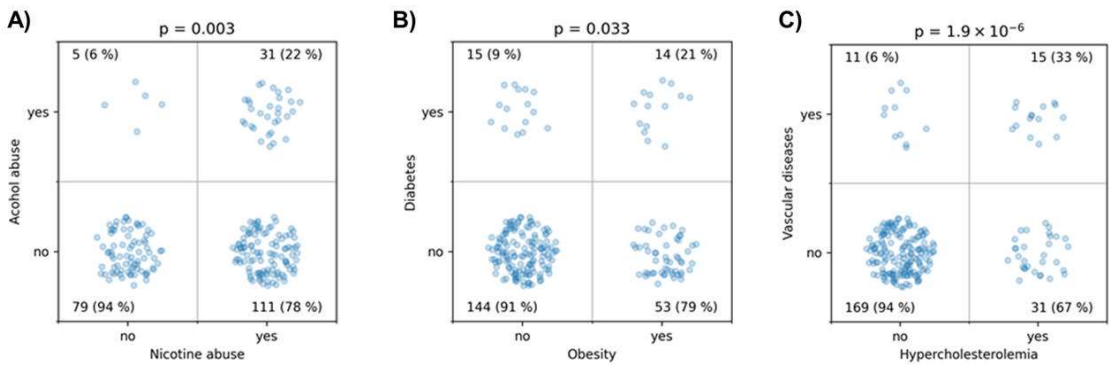 A)
p = 0.003
5 (6 %)
31 (22 %)
yes
no
Acohol abuse
79 (94 %)
111 (78 %)
no
yes
Nicotine abuse
B)
p = 0.033
15 (9 %)
14 (21 %)
Diabetes
144 (91 %)
53 (79 %)
no
yes
Obesity
C)
p = 1.9 × 10⁻⁶
11 (6 %)
15 (33 %)
yes
no
Vascular diseases
169 (94 %)
31 (67 %)
no
yes
Hypercholesterolemia